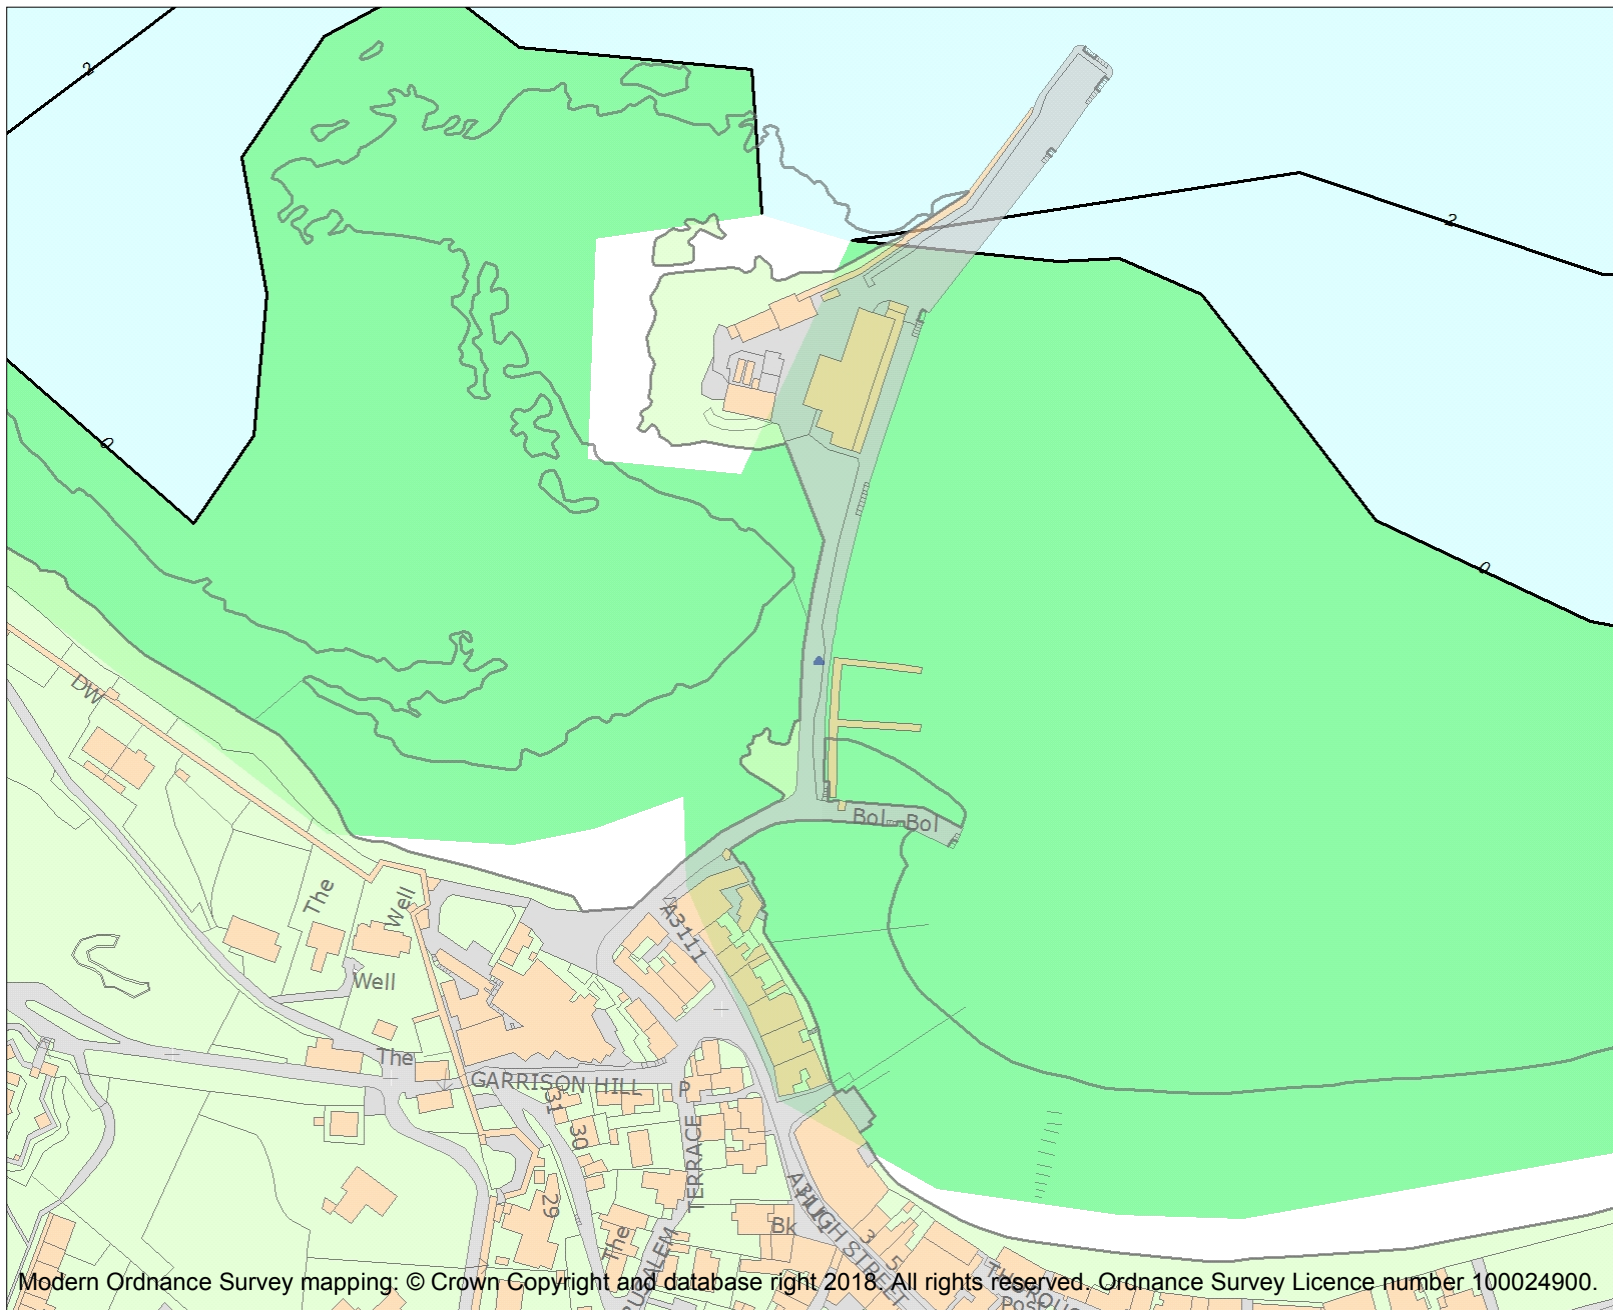 2
2
0
0
DW
Bol
Bol
The
Well
A3111
Well
The
GARRISON HILL
P
31
30
TERRACE
29
The
Bk
HUGH STREET
3
5
Modern Ordnance Survey mapping: © Crown Copyright and database right 2018. All rights reserved. Ordnance Survey Licence number 100024900.